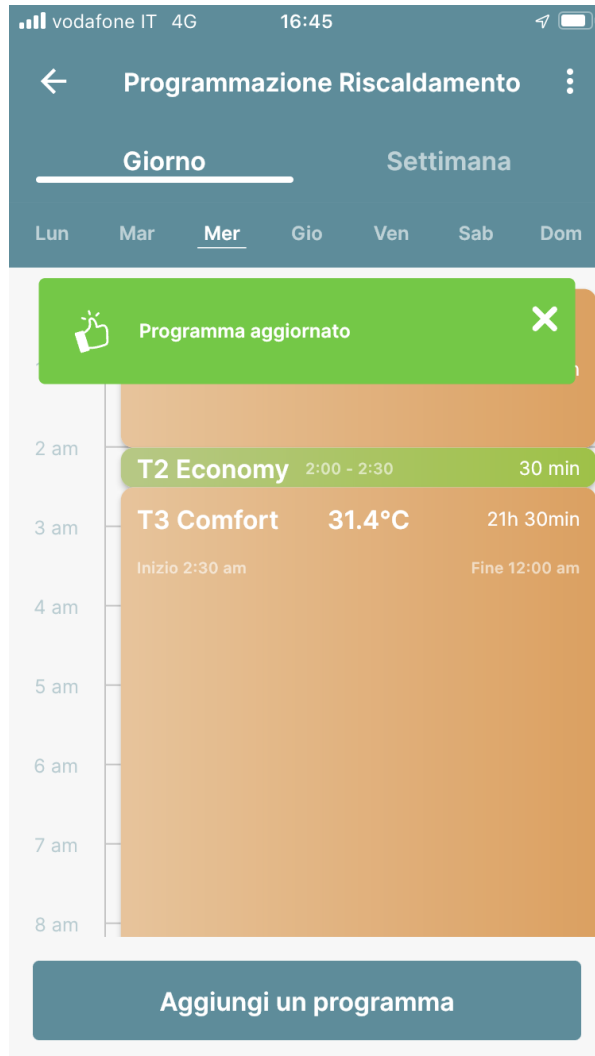 vodafone IT 4G 16:45
Programmazione Riscaldamento
Giorno Settimana
Lun Mar Mer Gio Ven Sab Dom
Programma aggiornato
2 am
T2 Economy 2:00 - 2:30 30 min
3 am
T3 Comfort 31.4°C 21h 30min
Inizio 2:30 am Fine 12:00 am
4 am
5 am
6 am
7 am
8 am
Aggiungi un programma